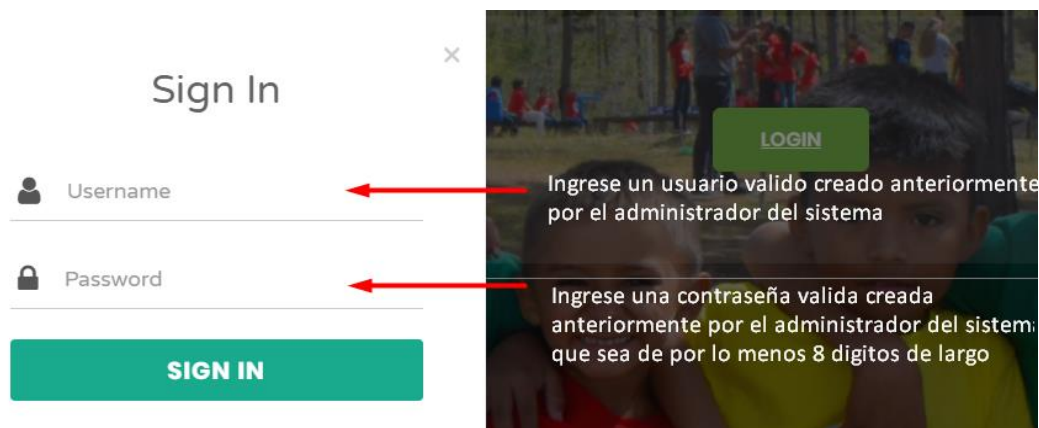 ×
Sign In
Username
Password
SIGN IN
LOGIN
Ingrese un usuario valido creado anteriormente
por el administrador del sistema
Ingrese una contraseña valida creada
anteriormente por el administrador del sistema
que sea de por lo menos 8 digitos de largo